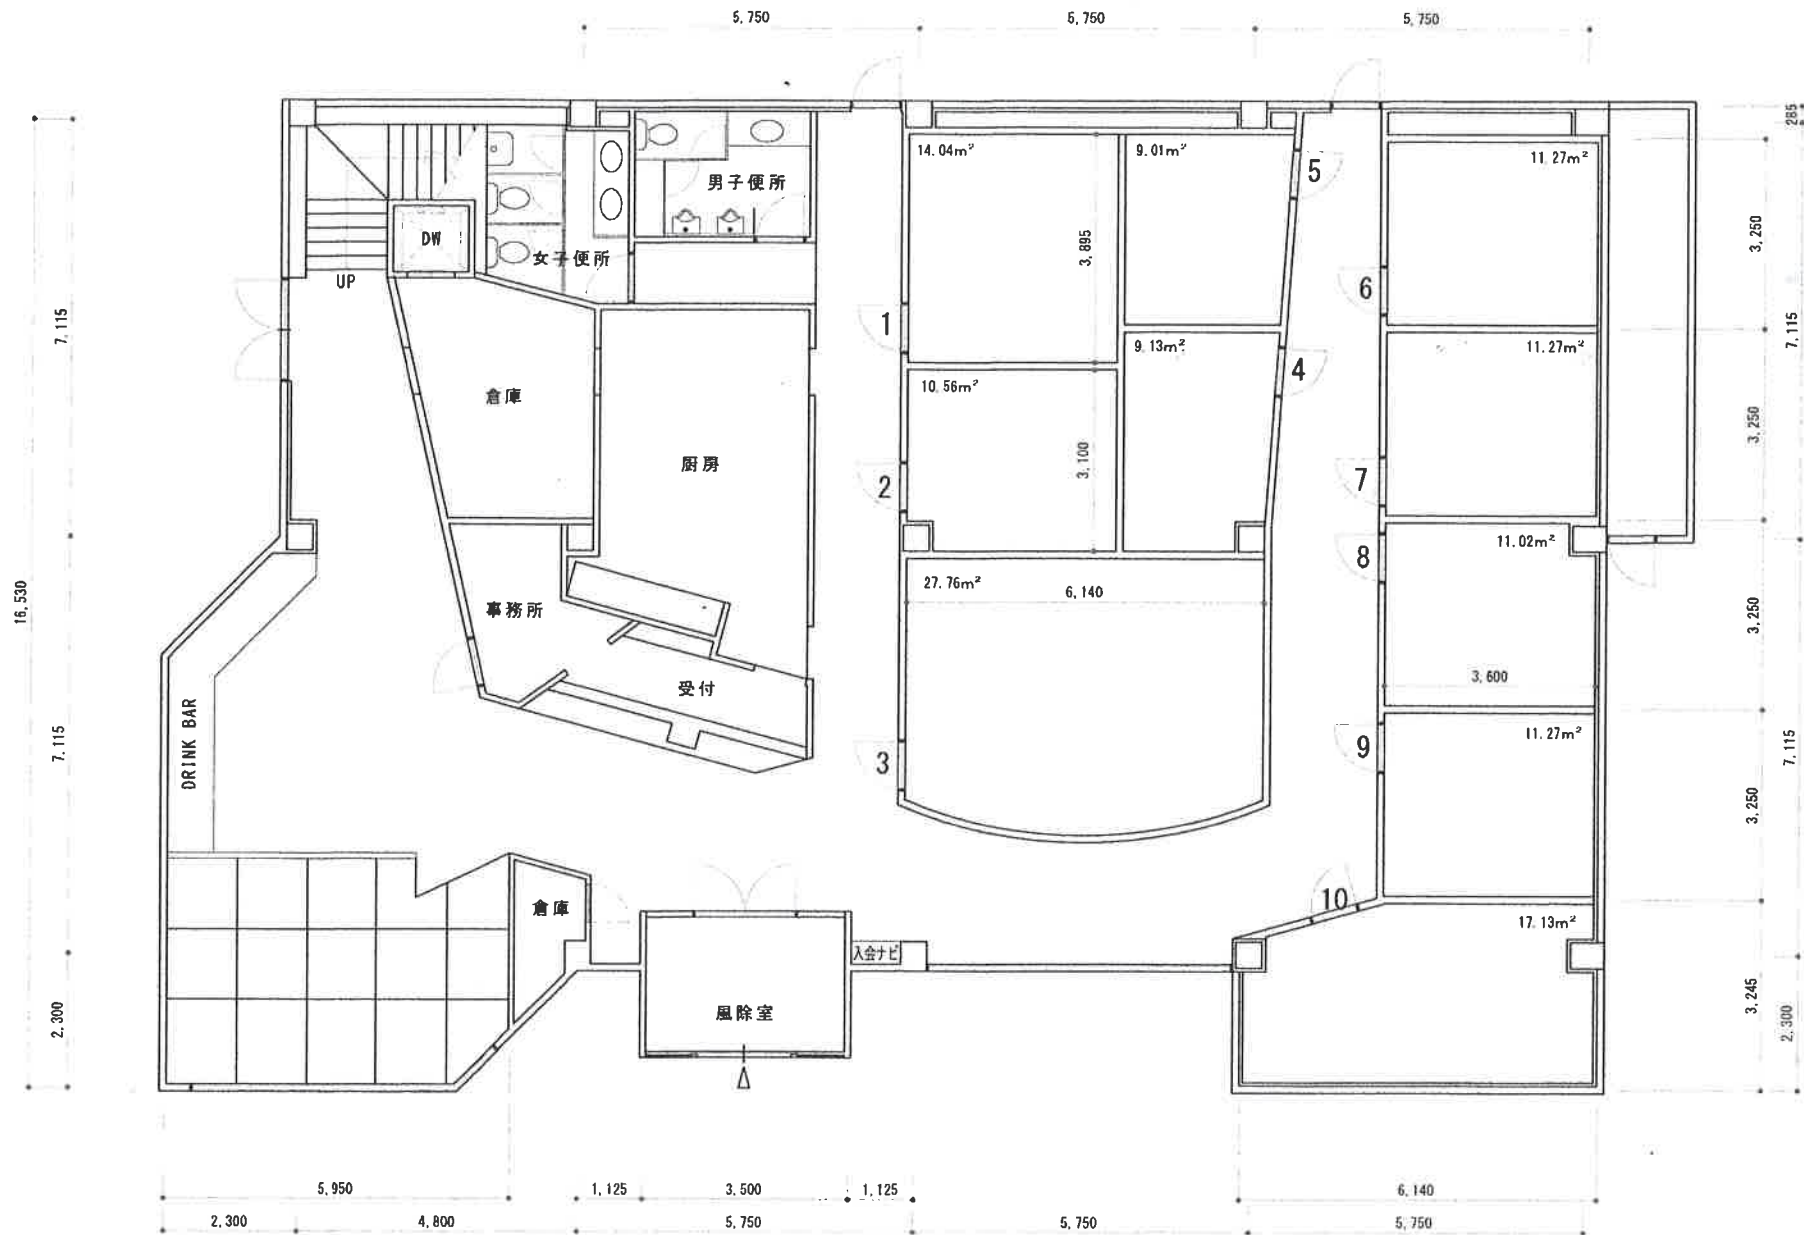 5,750
5,750
5,750
285
14.04m²
9.01m²
11.27m²
男子便所
5
3,250
DW
3,895
女子便所
UP
6
7,115
1
7,115
9.13m²
11.27m²
4
10.56m²
倉庫
3,250
3,100
厨房
7
2
11.02m²
8
27.76m²
6,140
16,530
事務所
3,250
3,600
受付
11.27m²
DRINK BAR
7,115
9
7,115
3
3,250
10
倉庫
17.13m²
入会ナビ
風除室
3,245
2,300
2,300
5,950
1,125
3,500
1,125
6,140
2,300
4,800
5,750
5,750
5,750